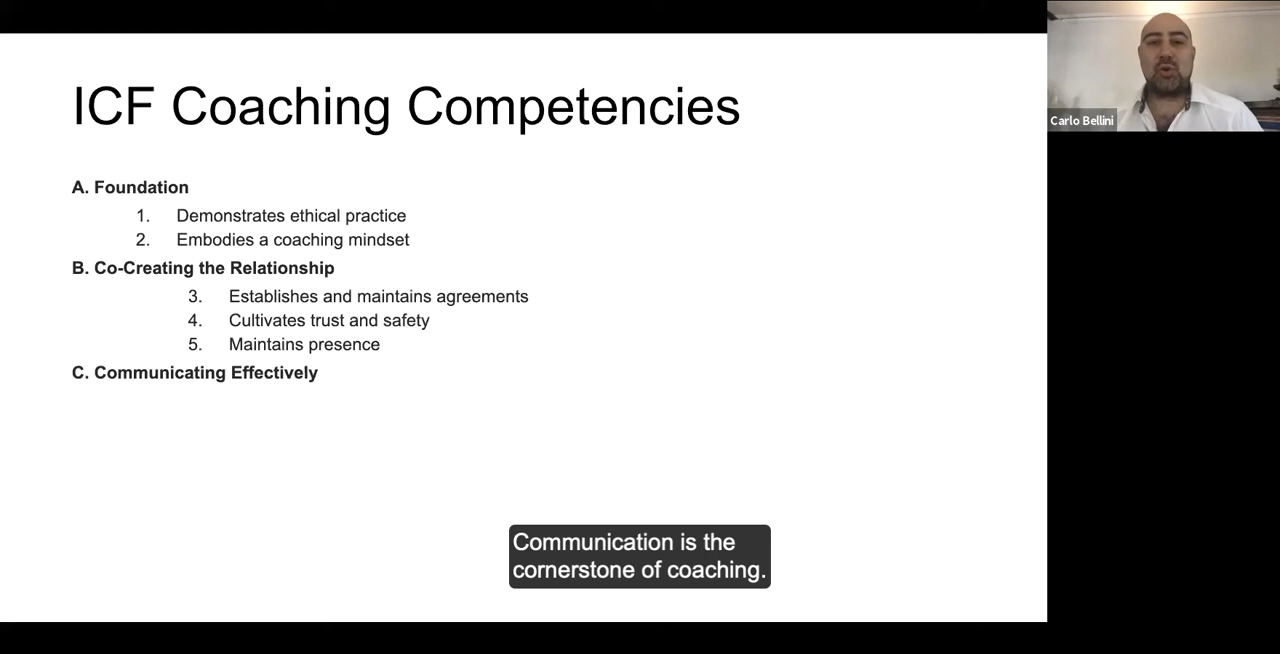 ICF Coaching Competencies
Carlo Bellini
A. Foundation
1. Demonstrates ethical practice
2. Embodies a coaching mindset
B. Co-Creating the Relationship
3. Establishes and maintains agreements
4. Cultivates trust and safety
5. Maintains presence
C. Communicating Effectively
Communication is the
cornerstone of coaching.